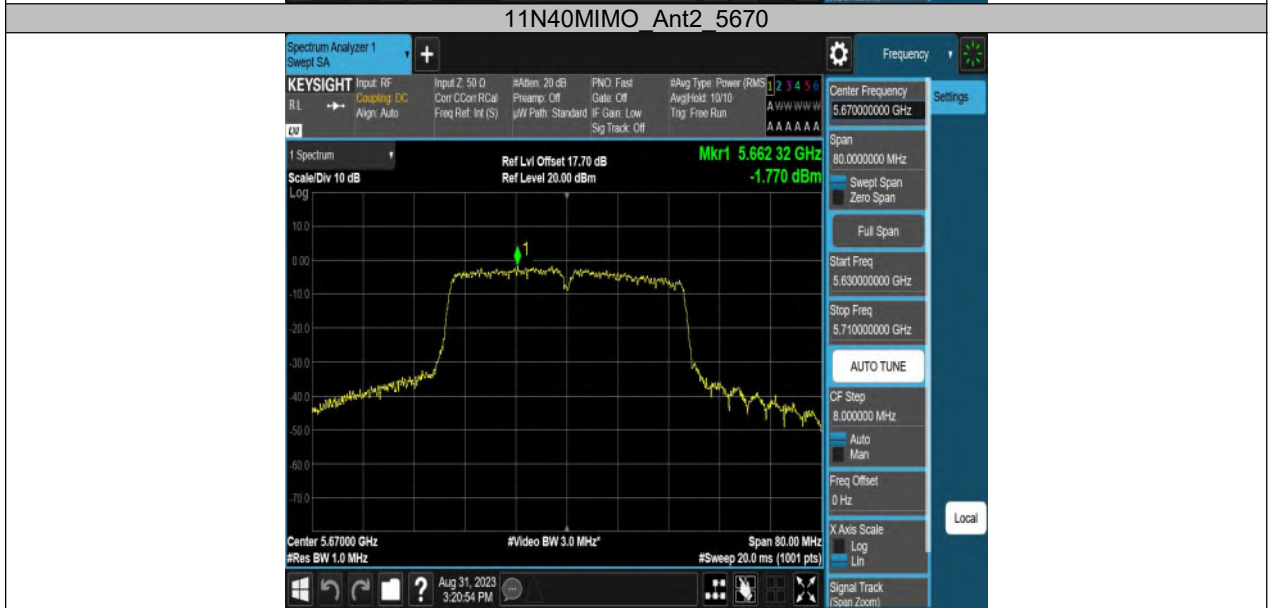 11N40MIMO_Ant2_5670
Spectrum Analyzer 1
Swept SA
+
Frequency
KEYSIGHT
RL
LXI
Input: RF
Coupling: DC
Align: Auto
Input Z: 50 Ω
Corr CCorr RCal
Freq Ref: Int (S)
#Atten: 20 dB
Preamp: Off
µW Path: Standard
PNO: Fast
Gate: Off
IF Gain: Low
Sig Track: Off
#Avg Type: Power (RMS
Avg|Hold: 10/10
Trig: Free Run
1 2 3 4 5 6
A W W W W W
A A A A A A
1 Spectrum
Scale/Div 10 dB
Log
Ref Lvl Offset 17.70 dB
Ref Level 20.00 dBm
Mkr1 5.662 32 GHz
-1.770 dBm
1
10.0
0.00
-10.0
-20.0
-30.0
-40.0
-50.0
-60.0
-70.0
Center 5.67000 GHz
#Res BW 1.0 MHz
#Video BW 3.0 MHz*
Span 80.00 MHz
#Sweep 20.0 ms (1001 pts)
Center Frequency
5.670000000 GHz
Settings
Span
80.0000000 MHz
Swept Span
Zero Span
Full Span
Start Freq
5.630000000 GHz
Stop Freq
5.710000000 GHz
AUTO TUNE
CF Step
8.000000 MHz
Auto
Man
Freq Offset
0 Hz
Local
X Axis Scale
Log
Lin
Signal Track
(Span Zoom)
?
Aug 31, 2023
3:20:54 PM